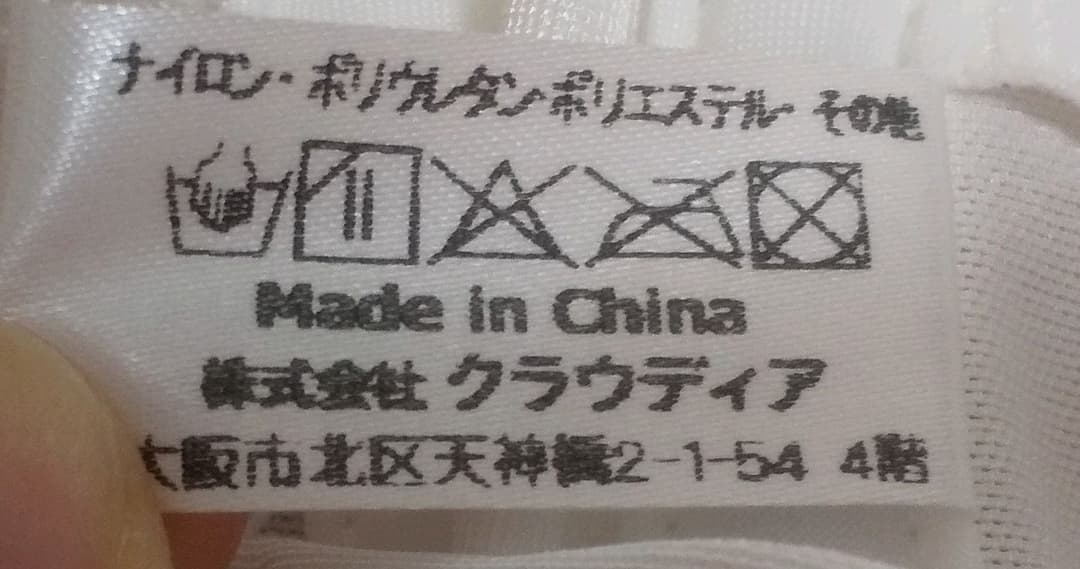 ナイロン・ポリウレタン・ポリエステル・その他
Made in China
株式会社 クラウディア
大阪市北区天神橋2-1-54 4階